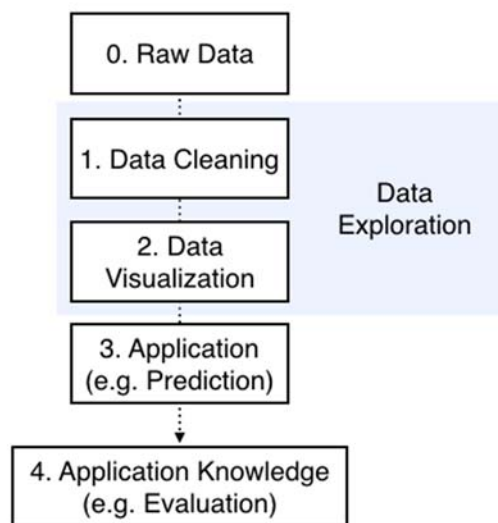 0. Raw Data
1. Data Cleaning
Data
Exploration
2. Data
Visualization
3. Application
(e.g. Prediction)
4. Application Knowledge
(e.g. Evaluation)